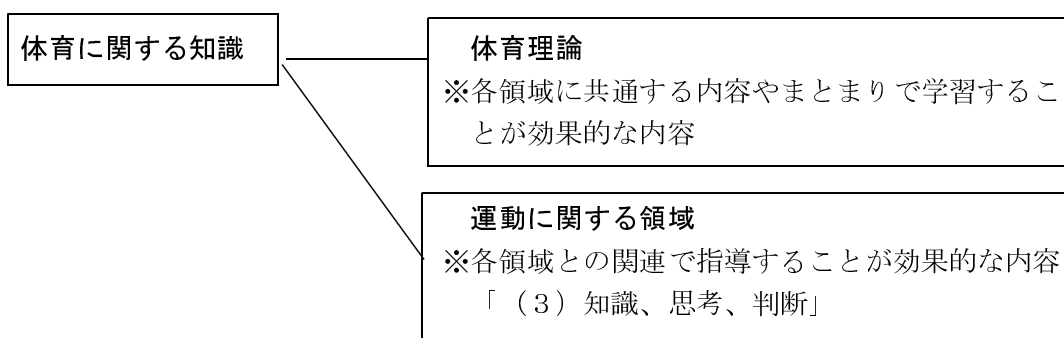 体育に関する知識
体育理論
※各領域に共通する内容やまとまりで学習するこ
とが効果的な内容
運動に関する領域
※各領域との関連で指導することが効果的な内容
「（３）知識、思考、判断」